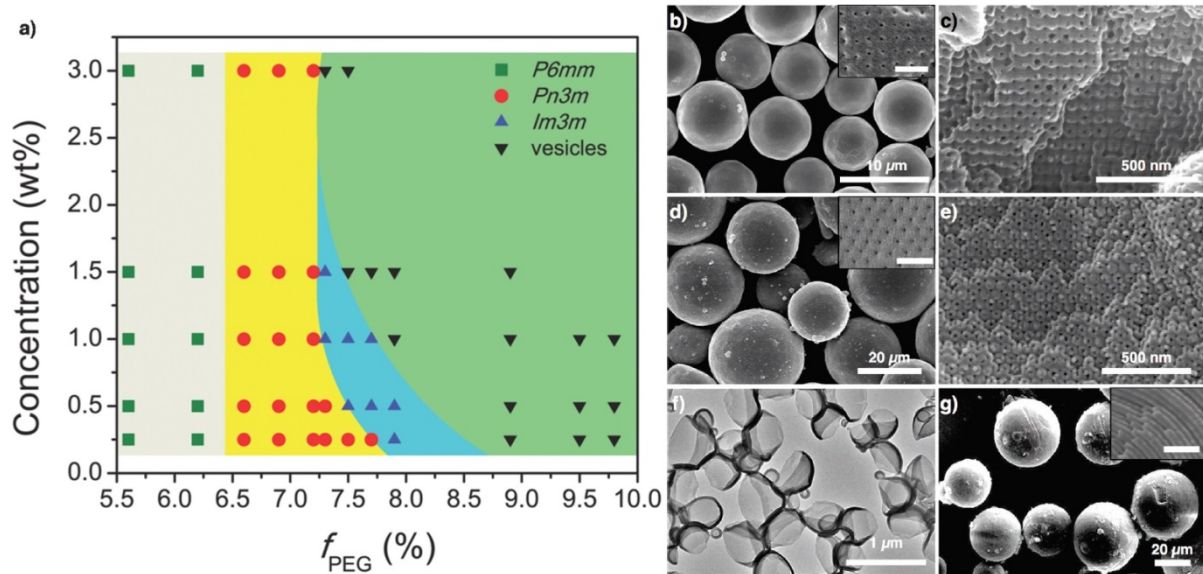 a)
3.0
2.5
2.0
1.5
1.0
0.5
0.0
Concentration (wt%)
P6mm
Pn3m
Im3m
vesicles
5.5 6.0 6.5 7.0 7.5 8.0 8.5 9.0 9.5 10.0
fPEG (%)
b)
10 µm
c)
500 nm
d)
20 µm
e)
500 nm
f)
1 µm
g)
20 µm